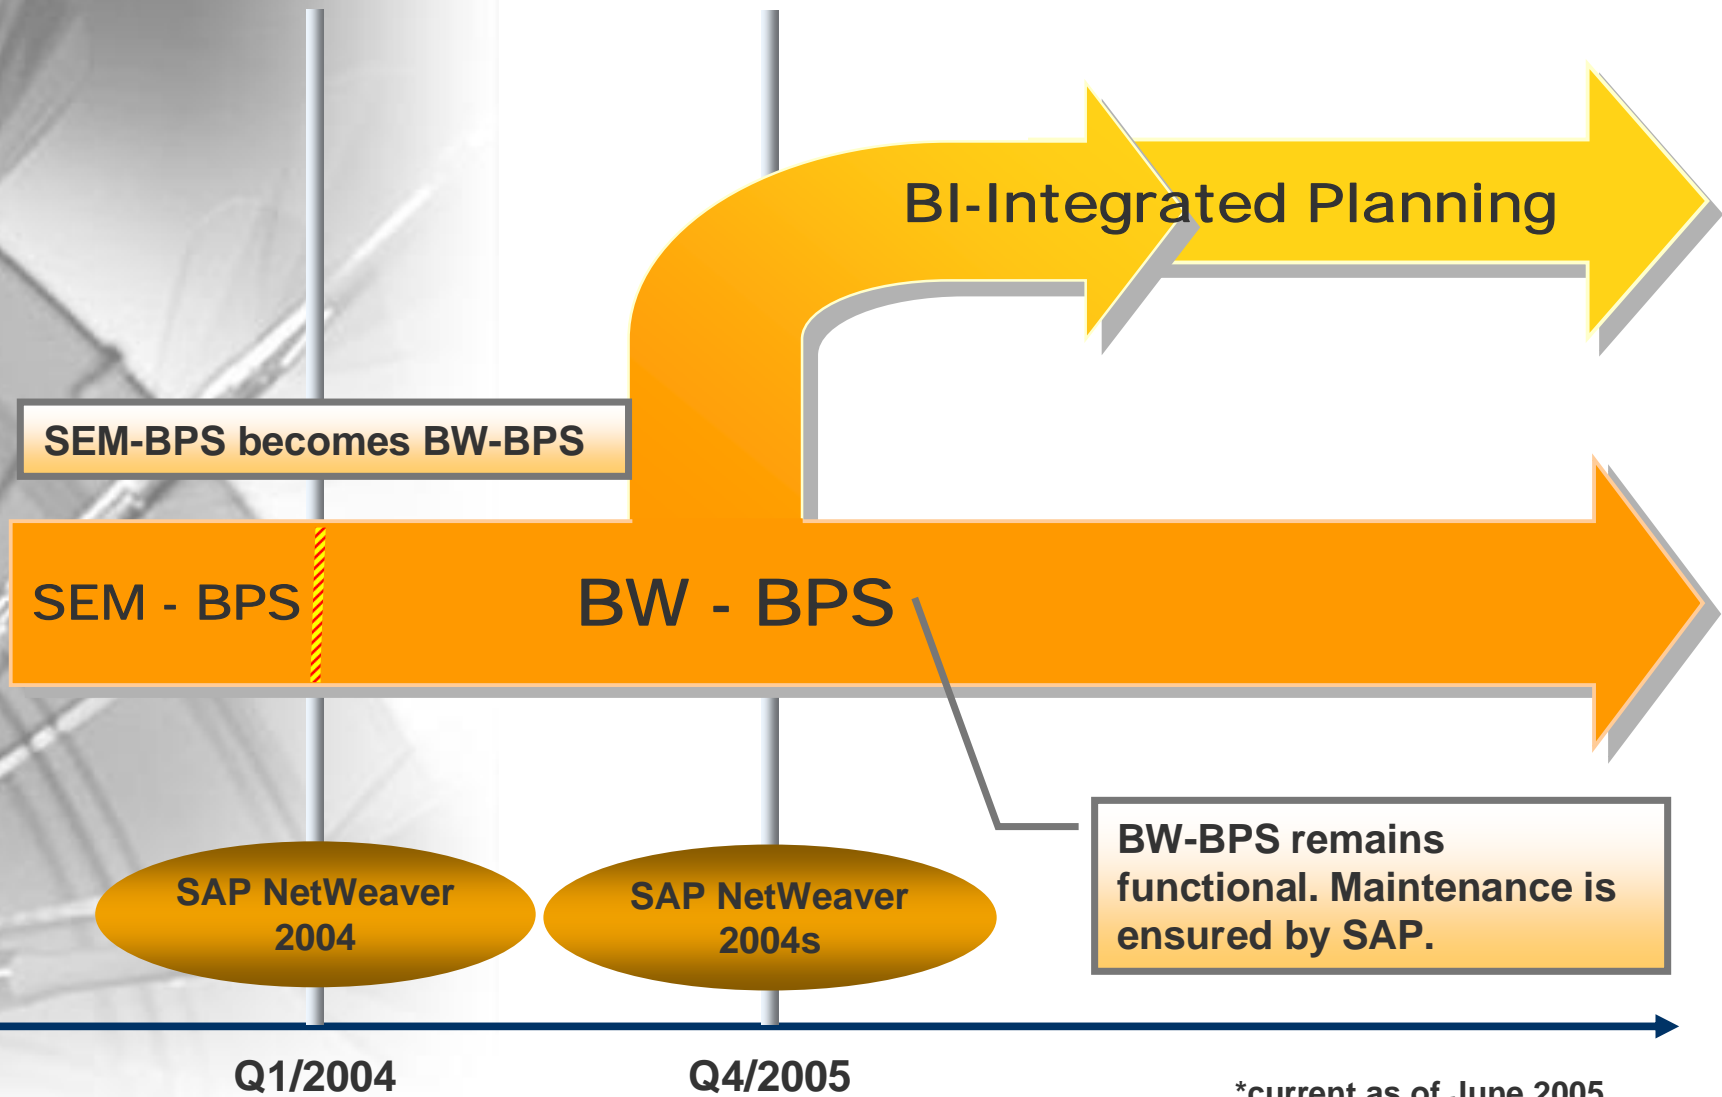 BI-Integrated Planning
SEM-BPS becomes BW-BPS
SEM - BPS
BW - BPS
BW-BPS remains
functional. Maintenance is
ensured by SAP.
SAP NetWeaver
2004
SAP NetWeaver
2004s
Q1/2004
Q4/2005
*current as of June 2005